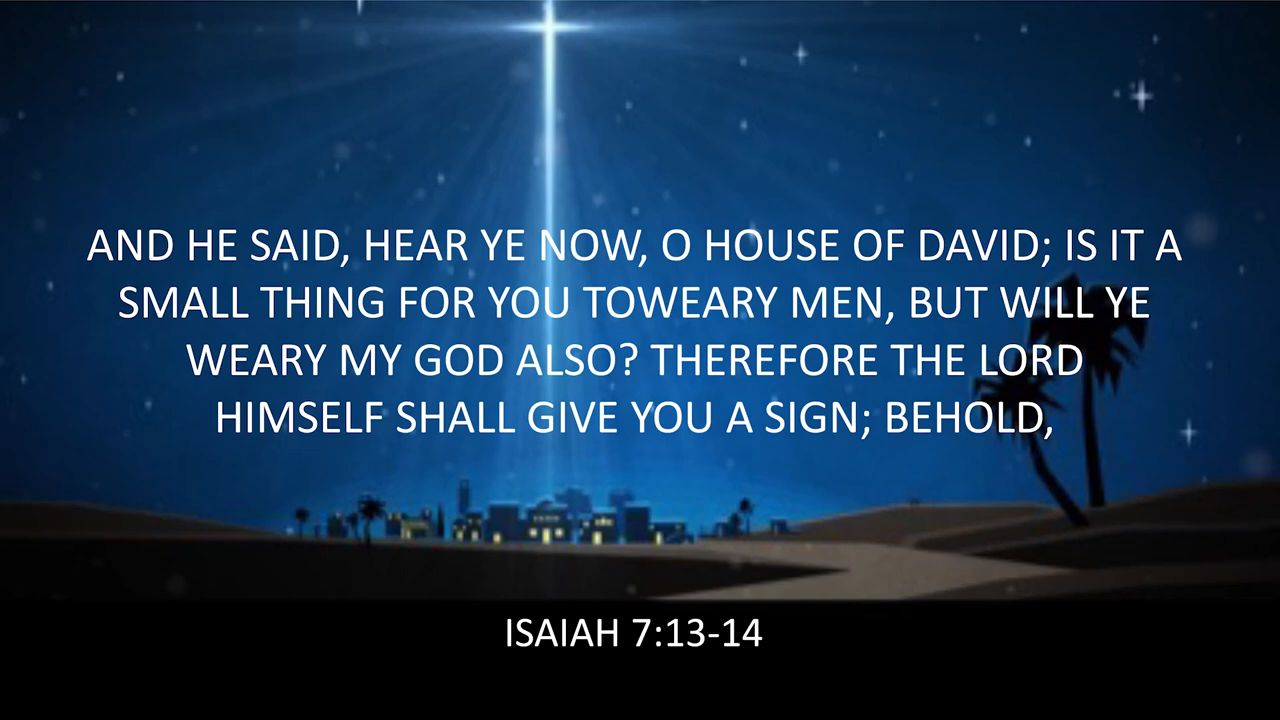 AND HE SAID, HEAR YE NOW, O HOUSE OF DAVID; IS IT A
SMALL THING FOR YOU TOWEARY MEN, BUT WILL YE
WEARY MY GOD ALSO? THEREFORE THE LORD
HIMSELF SHALL GIVE YOU A SIGN; BEHOLD,
ISAIAH 7:13-14